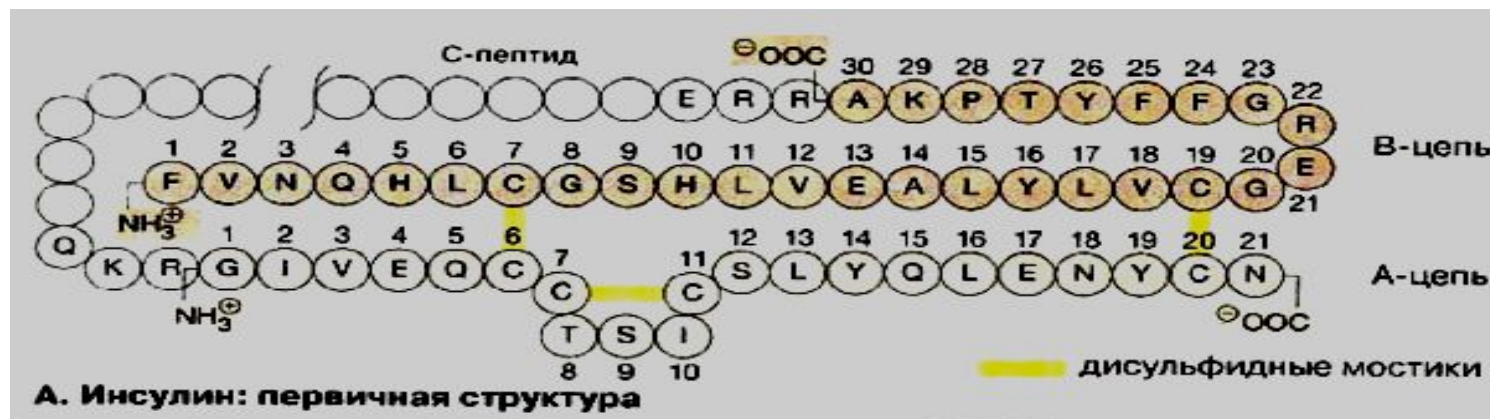 С-пептид
⊖OOC
30 29 28 27 26 25 24 23
E R R A K P T Y F F G
22
R
В-цепь
1 2 3 4 5 6 7 8 9 10 11 12 13 14 15 16 17 18 19 20
F V N Q H L C G S H L V E A L Y L V C G E
21
NH3⊕
1 2 3 4 5 6 7 11 12 13 14 15 16 17 18 19 20 21
Q K R G I V E Q C C C S L Y Q L E N Y C N
А-цепь
NH3⊕
⊖OOC
T S I
8 9 10
дисульфидные мостики
А. Инсулин: первичная структура